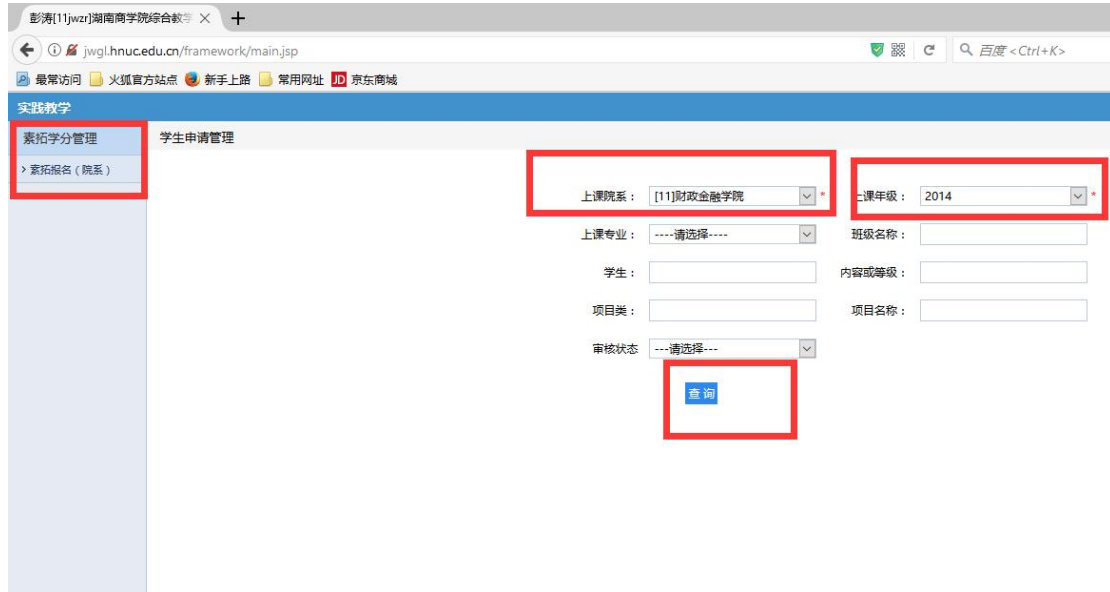 彭涛[11jwzr]湖南商学院综合教学
jwgl.hnuc.edu.cn/framework/main.jsp
百度 <Ctrl+K>
最常访问 火狐官方站点 新手上路 常用网址 JD 京东商城
实践教学
素拓学分管理
学生申请管理
素拓报名（院系）
上课院系： [11]财政金融学院 * 上课年级： 2014 *
上课专业： ----请选择---- 班级名称：
学生： 内容或等级：
项目类： 项目名称：
审核状态 ---请选择---
查 询